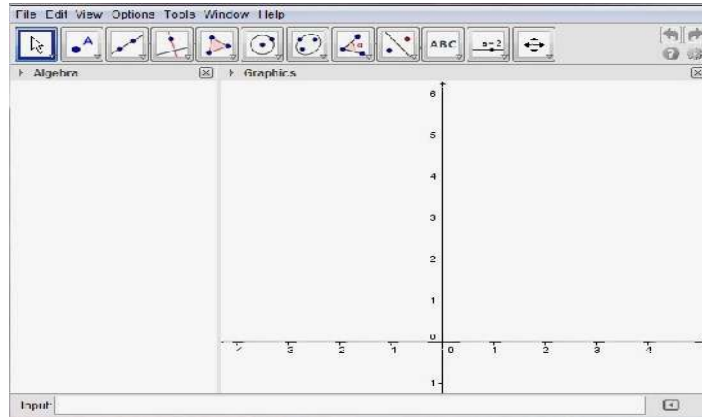 File Edit View Options Tools Window Help
A
α
ABC
a=2
Algebra
Graphics
6
5
4
3
2
1
0
3 2 1 0 1 2 3 4
1
Input: